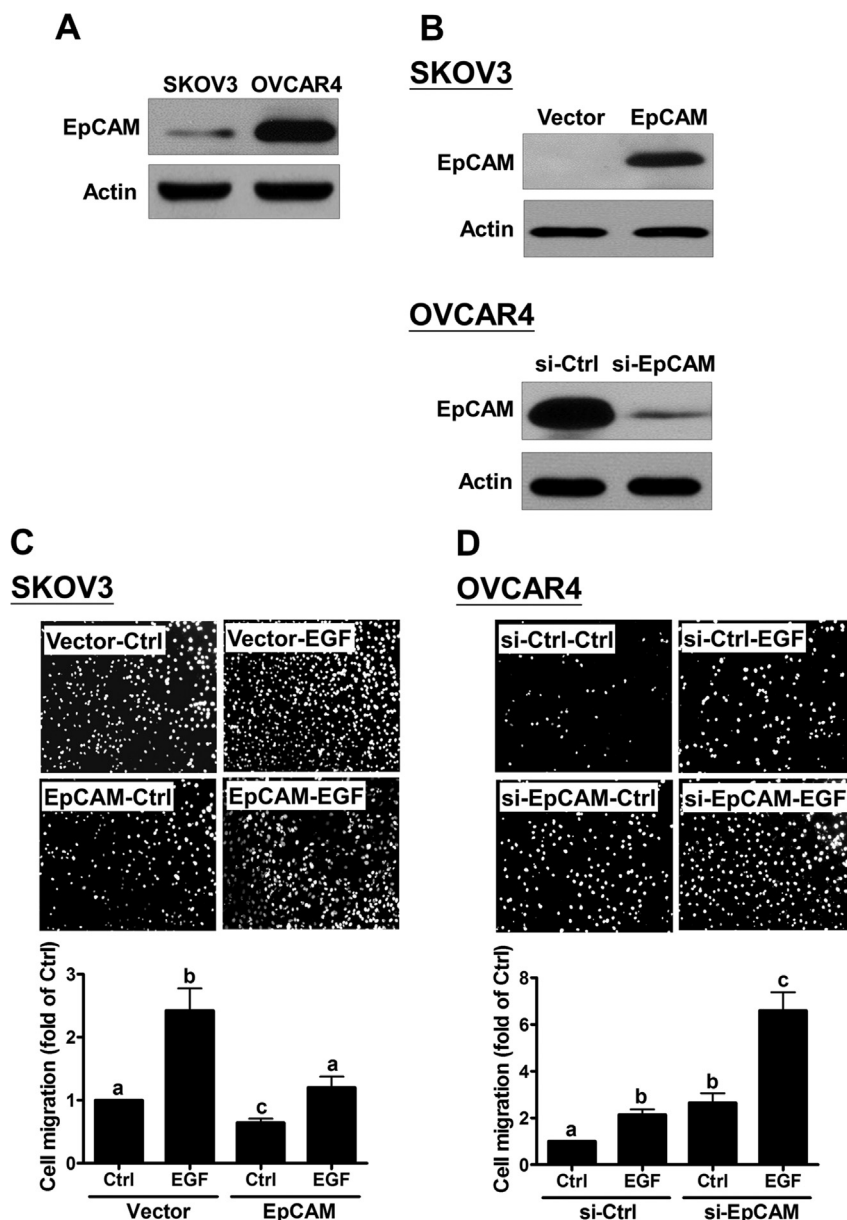 A
SKOV3 OVCAR4
EpCAM
Actin
B
SKOV3
Vector EpCAM
EpCAM
Actin
OVCAR4
si-Ctrl si-EpCAM
EpCAM
Actin
C
SKOV3
Vector-Ctrl Vector-EGF
EpCAM-Ctrl EpCAM-EGF
Cell migration (fold of Ctrl)
3
2
1
0
a
b
c
a
Ctrl EGF Ctrl EGF
Vector EpCAM
D
OVCAR4
si-Ctrl-Ctrl si-Ctrl-EGF
si-EpCAM-Ctrl si-EpCAM-EGF
Cell migration (fold of Ctrl)
8
6
4
2
0
a
b
b
c
Ctrl EGF Ctrl EGF
si-Ctrl si-EpCAM